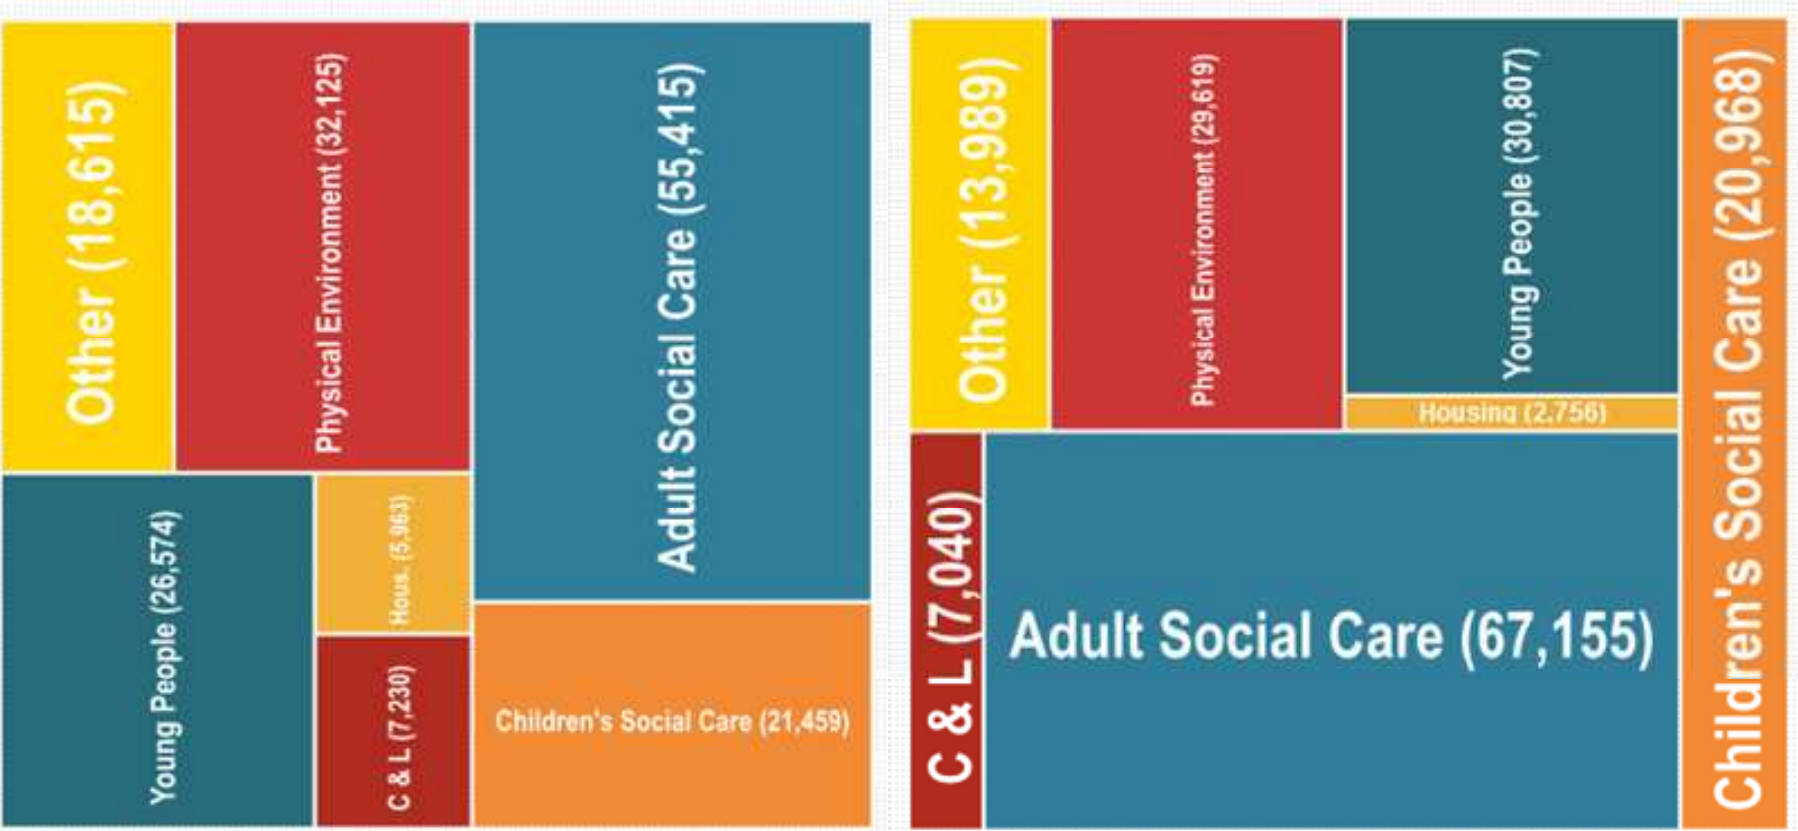 Other (18,615)
Physical Environment (32,125)
Adult Social Care (55,415)
Young People (26,574)
Hous. (5,963)
C & L (7,230)
Children's Social Care (21,459)
Other (13,989)
Physical Environment (29,619)
Young People (30,807)
Housing (2,756)
Children's Social Care (20,968)
C & L (7,040)
Adult Social Care (67,155)